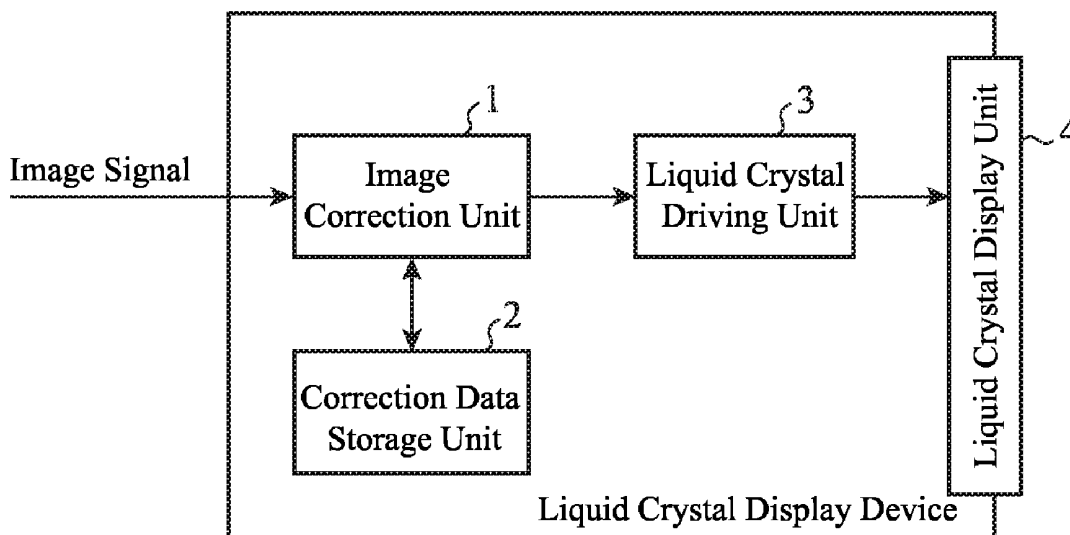 1
3
Liquid Crystal Display Unit
4
Image Signal
Image
Correction Unit
Liquid Crystal
Driving Unit
2
Correction Data
Storage Unit
Liquid Crystal Display Device